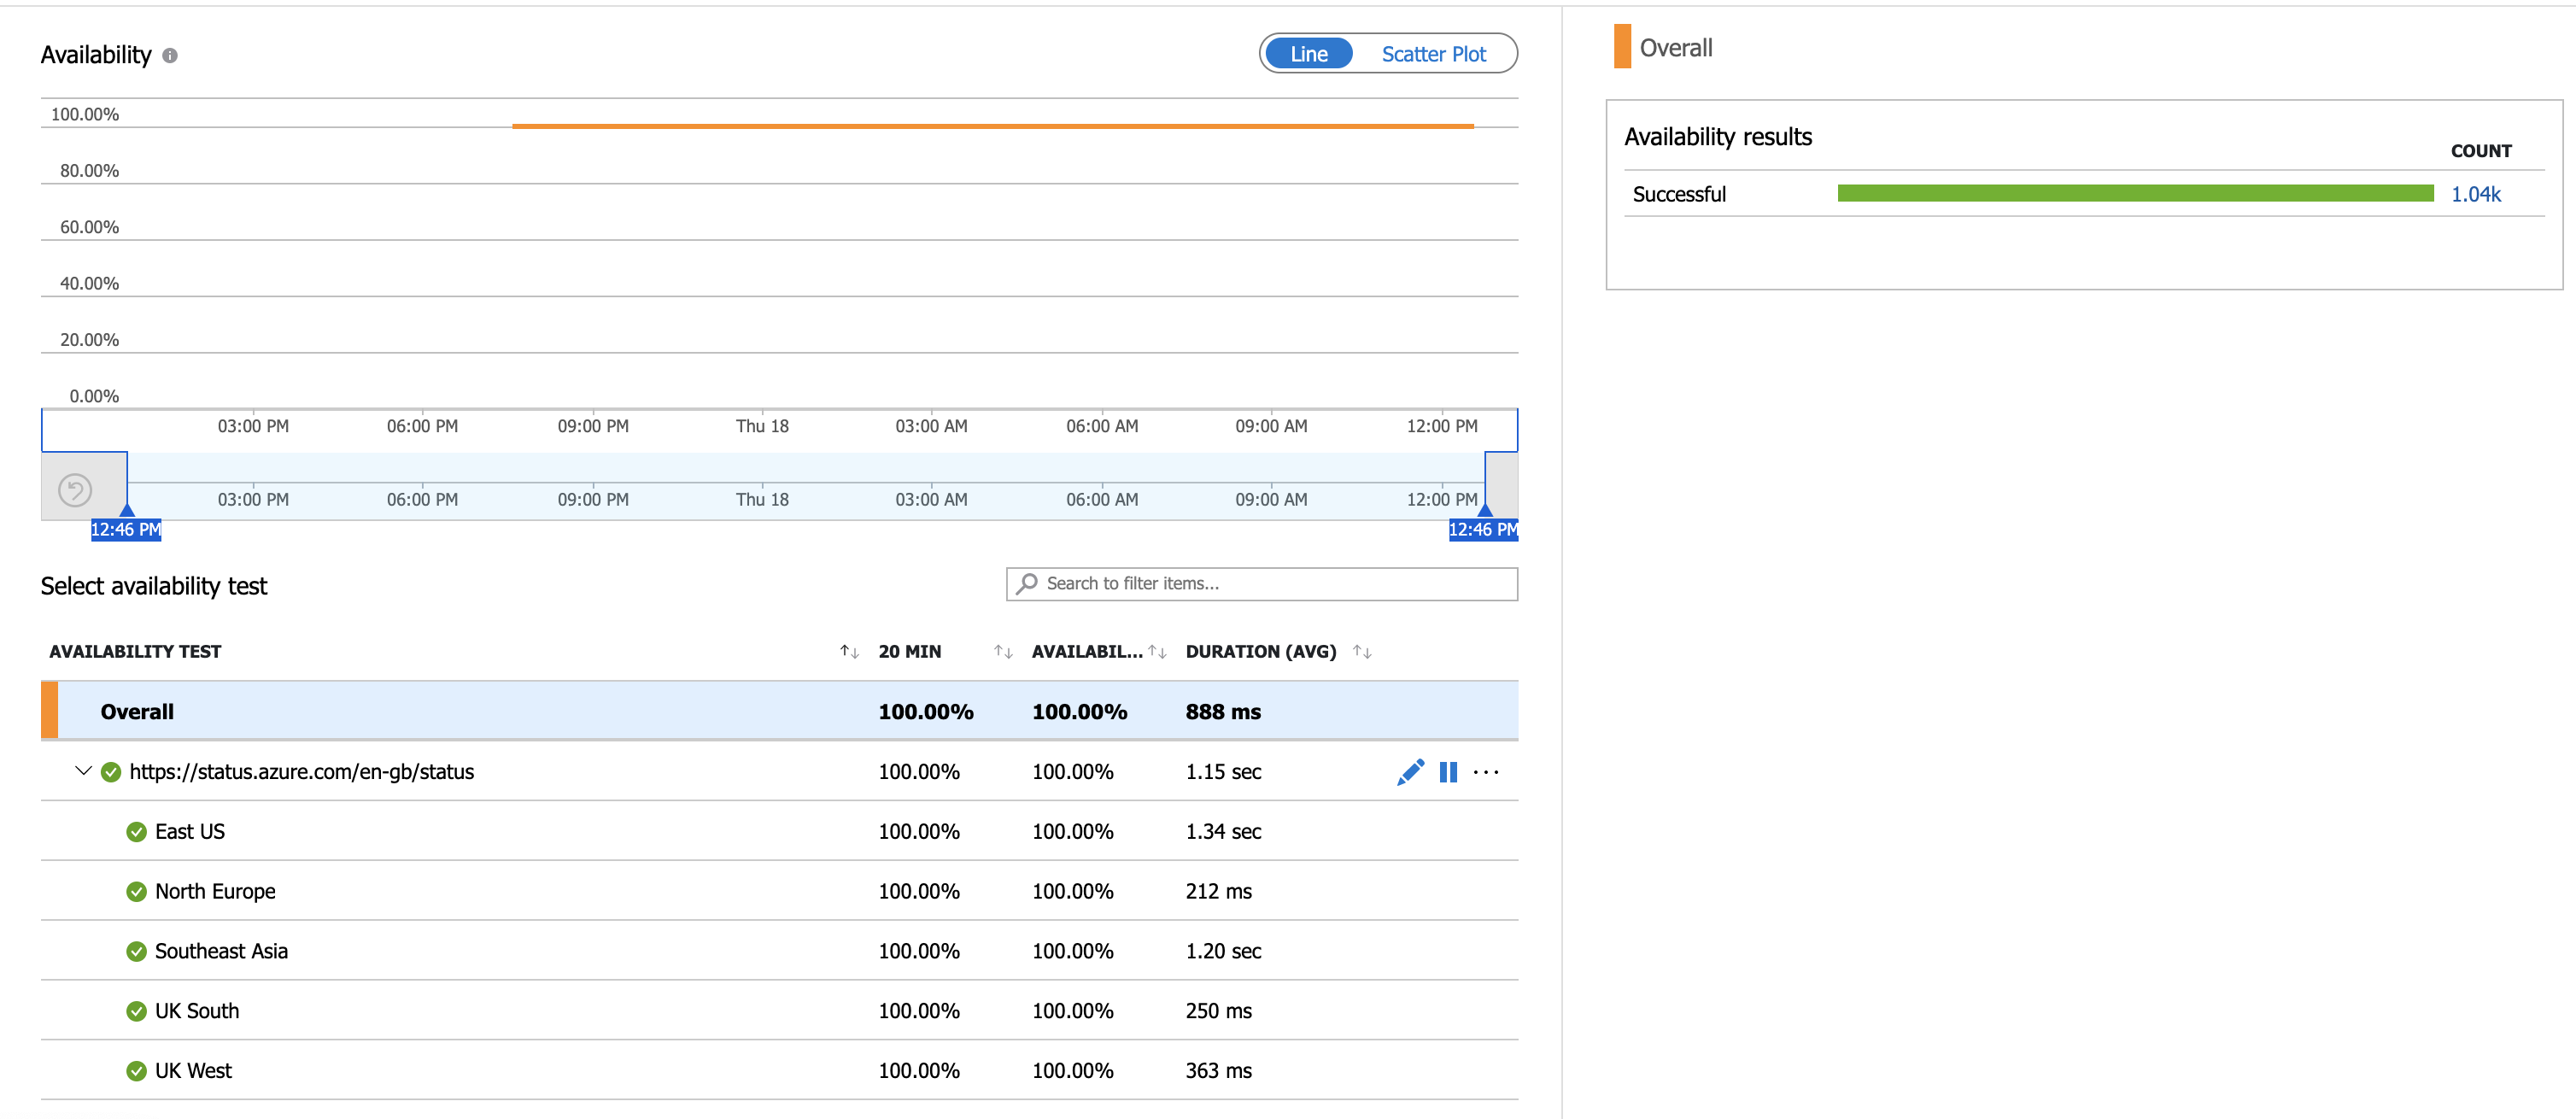 Availability
Line Scatter Plot
100.00%
80.00%
60.00%
40.00%
20.00%
0.00%
03:00 PM 06:00 PM 09:00 PM Thu 18 03:00 AM 06:00 AM 09:00 AM 12:00 PM
03:00 PM 06:00 PM 09:00 PM Thu 18 03:00 AM 06:00 AM 09:00 AM 12:00 PM
12:46 PM 12:46 PM
Select availability test
Search to filter items...
AVAILABILITY TEST 20 MIN AVAILABIL... DURATION (AVG)
Overall 100.00% 100.00% 888 ms
https://status.azure.com/en-gb/status 100.00% 100.00% 1.15 sec
East US 100.00% 100.00% 1.34 sec
North Europe 100.00% 100.00% 212 ms
Southeast Asia 100.00% 100.00% 1.20 sec
UK South 100.00% 100.00% 250 ms
UK West 100.00% 100.00% 363 ms
Overall
Availability results
COUNT
Successful 1.04k